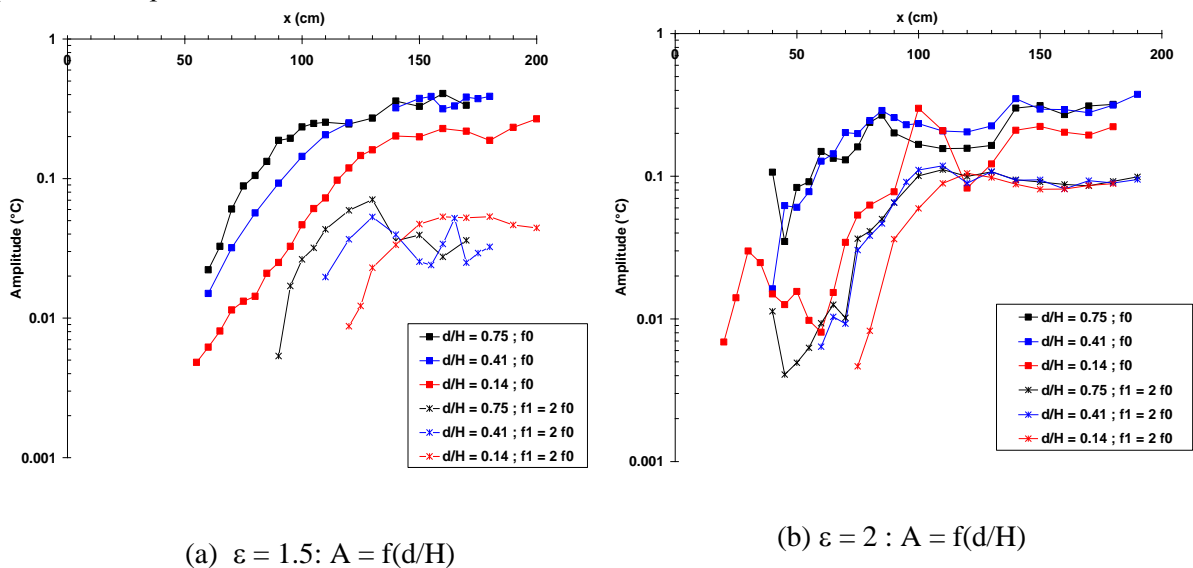 x (cm)
1
0 50 100 150 200
0.1
0.01
0.001
Amplitude (°C)
d/H = 0.75 ; f0
d/H = 0.41 ; f0
d/H = 0.14 ; f0
d/H = 0.75 ; f1 = 2 f0
d/H = 0.41 ; f1 = 2 f0
d/H = 0.14 ; f1 = 2 f0
(a) ε = 1.5: A = f(d/H)
x (cm)
1
0 50 100 150 200
0.1
0.01
0.001
Amplitude (°C)
d/H = 0.75 ; f0
d/H = 0.41 ; f0
d/H = 0.14 ; f0
d/H = 0.75 ; f1 = 2 f0
d/H = 0.41 ; f1 = 2 f0
d/H = 0.14 ; f1 = 2 f0
(b) ε = 2 : A = f(d/H)